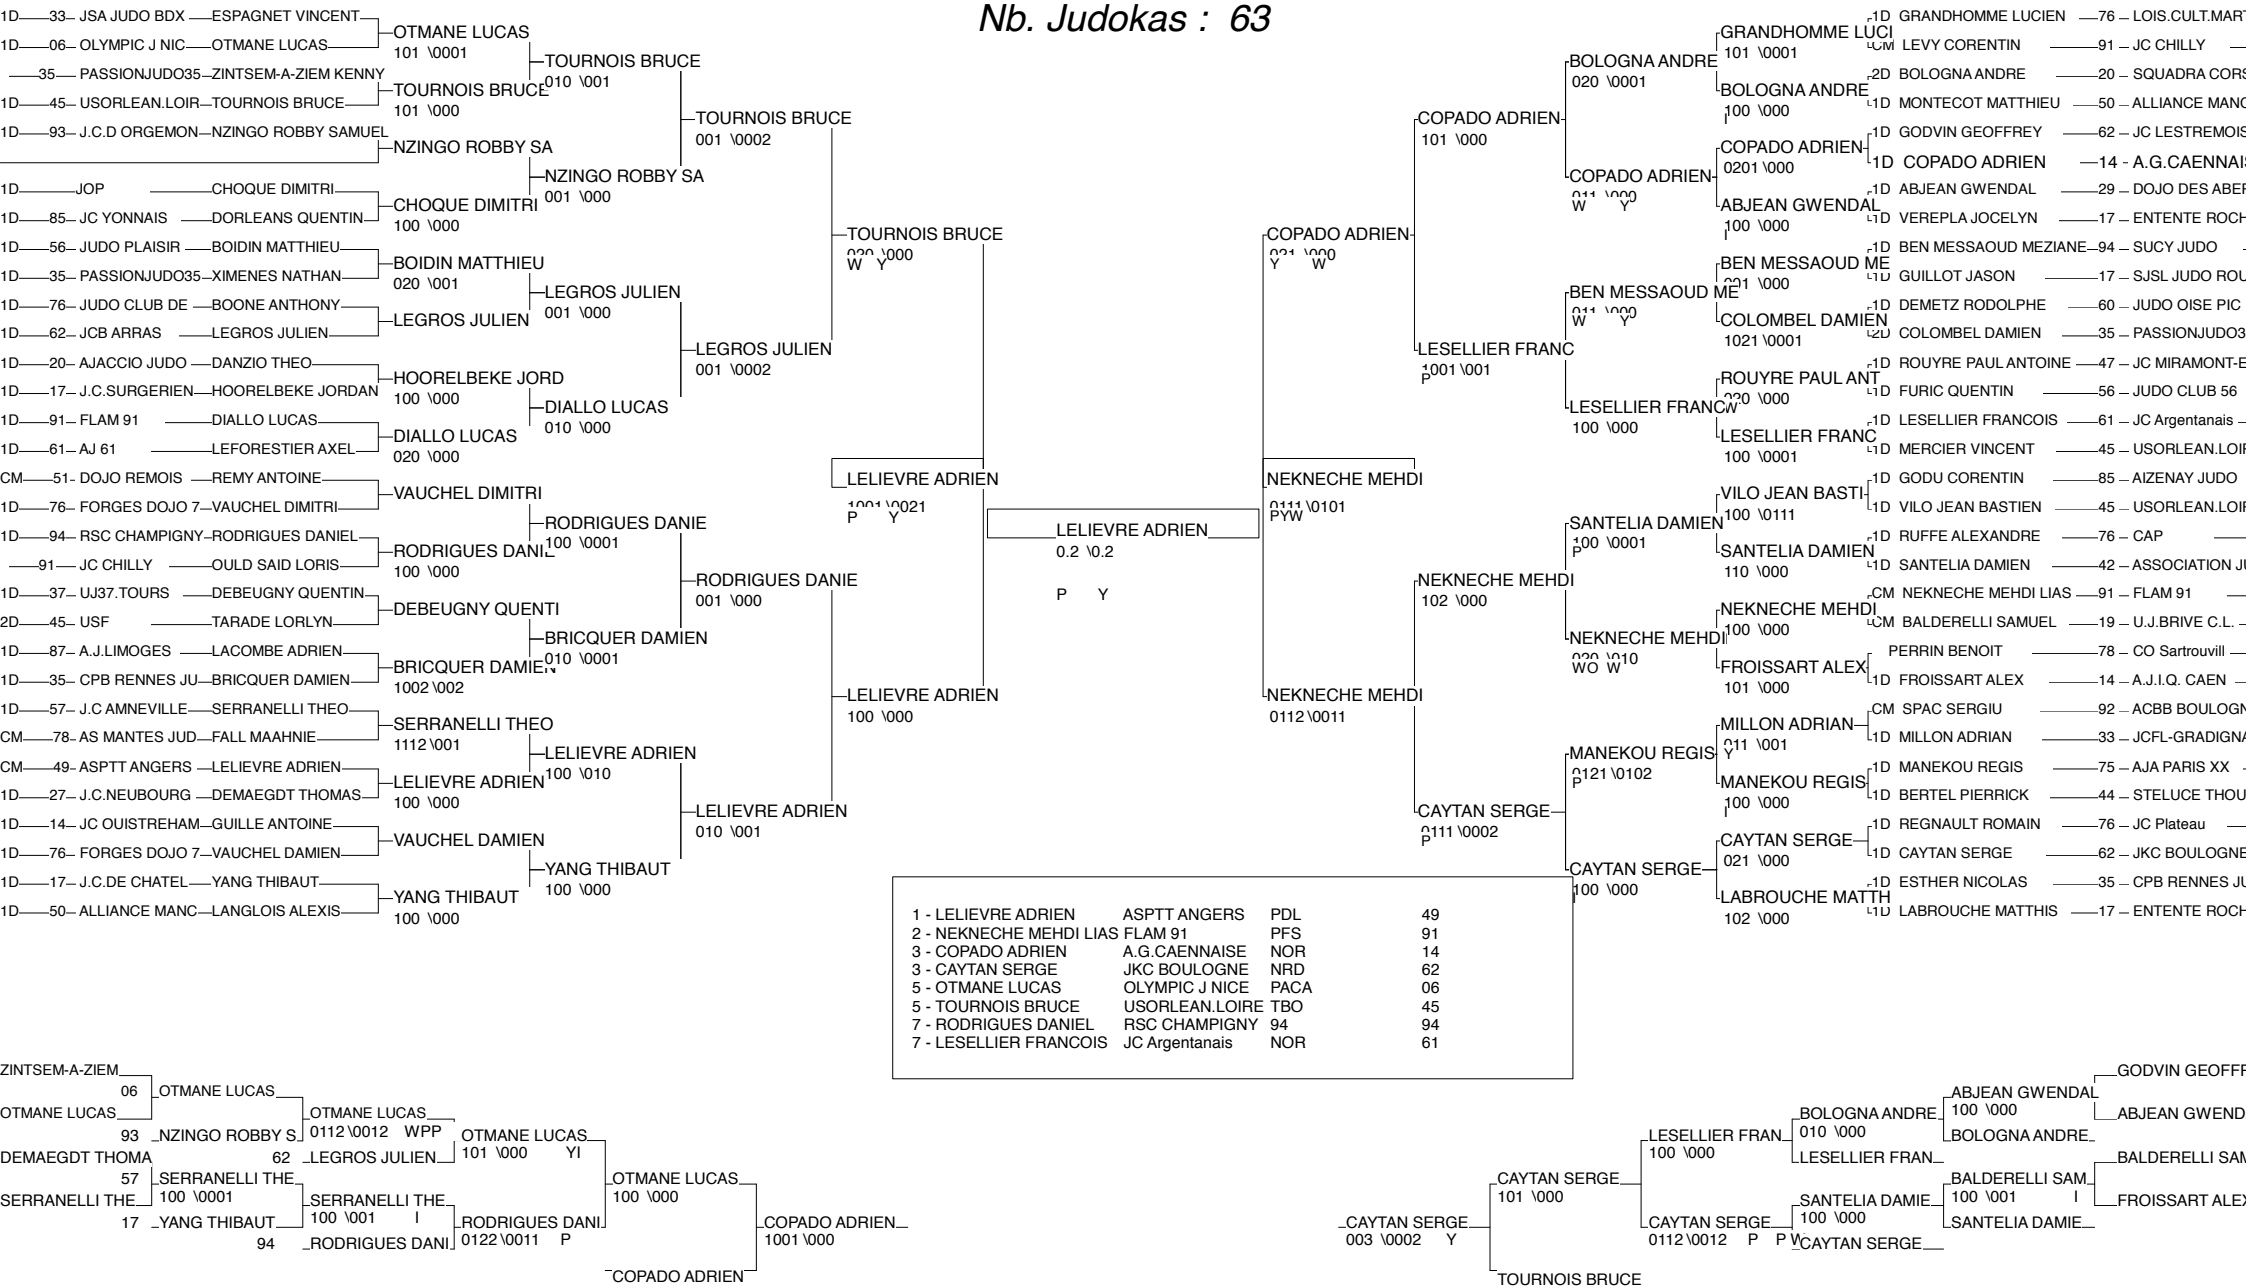 Nb. Judokas : 63
1D 33 JSA JUDO BDX ESPAGNET VINCENT
1D 06 OLYMPIC J NIC OTMANE LUCAS
35 PASSIONJUDO35 ZINTSEM-A-ZIEM KENNY
1D 45 USORLEAN.LOIR TOURNOIS BRUCE
1D 93 J.C.D ORGEMON NZINGO ROBBY SAMUEL
1D JOP CHOQUE DIMITRI
1D 85 JC YONNAIS DORLEANS QUENTIN
1D 56 JUDO PLAISIR BOIDIN MATTHIEU
1D 35 PASSIONJUDO35 XIMENES NATHAN
1D 76 JUDO CLUB DE BOONE ANTHONY
1D 62 JCB ARRAS LEGROS JULIEN
1D 20 AJACCIO JUDO DANZIO THEO
1D 17 J.C.SURGERIEN HOORELBEKE JORDAN
1D 91 FLAM 91 DIALLO LUCAS
1D 61 AJ 61 LEFORESTIER AXEL
CM 51 DOJO REMOIS REMY ANTOINE
1D 76 FORGES DOJO 7 VAUCHEL DIMITRI
1D 94 RSC CHAMPIGNY RODRIGUES DANIEL
91 JC CHILLY OULD SAID LORIS
1D 37 UJ37.TOURS DEBEUGNY QUENTIN
2D 45 USF TARADE LORLYN
1D 87 A.J.LIMOGES LACOMBE ADRIEN
1D 35 CPB RENNES JU BRICQUER DAMIEN
1D 57 J.C AMNEVILLE SERRANELLI THEO
CM 78 AS MANTES JUD FALL MAAHNIE
CM 49 ASPTT ANGERS LELIEVRE ADRIEN
1D 27 J.C.NEUBOURG DEMAEGDT THOMAS
1D 14 JC OUISTREHAM GUILLE ANTOINE
1D 76 FORGES DOJO 7 VAUCHEL DAMIEN
1D 17 J.C.DE CHATEL YANG THIBAUT
1D 50 ALLIANCE MANC LANGLOIS ALEXIS
OTMANE LUCAS
101 \0001
TOURNOIS BRUCE
101 \000
NZINGO ROBBY SA
CHOQUE DIMITRI
100 \000
BOIDIN MATTHIEU
020 \001
LEGROS JULIEN
HOORELBEKE JORD
100 \000
DIALLO LUCAS
020 \000
VAUCHEL DIMITRI
RODRIGUES DANIE
100 \000
DEBEUGNY QUENTI
BRICQUER DAMIEN
1002 \002
SERRANELLI THEO
1112 \001
LELIEVRE ADRIEN
100 \000
VAUCHEL DAMIEN
YANG THIBAUT
100 \000
TOURNOIS BRUCE
010 \001
NZINGO ROBBY SA
001 \000
LEGROS JULIEN
001 \000
DIALLO LUCAS
010 \000
RODRIGUES DANIE
100 \0001
BRICQUER DAMIEN
010 \0001
LELIEVRE ADRIEN
100 \010
YANG THIBAUT
100 \000
TOURNOIS BRUCE
001 \0002
LEGROS JULIEN
001 \0002
RODRIGUES DANIE
001 \000
LELIEVRE ADRIEN
010 \001
TOURNOIS BRUCE
020 \000
W Y
LELIEVRE ADRIEN
1001 \0021
P Y
LELIEVRE ADRIEN
100 \000
LELIEVRE ADRIEN
0.2 \0.2
P Y
COPADO ADRIEN
021 \000
Y W
NEKNECHE MEHDI
0111 \0101
PYW
NEKNECHE MEHDI
0112 \0011
COPADO ADRIEN
101 \000
LESELLIER FRANC
1001 \001
P
NEKNECHE MEHDI
102 \000
CAYTAN SERGE
0111 \0002
P
BOLOGNA ANDRE
020 \0001
COPADO ADRIEN
011 \000
W Y
BEN MESSAOUD ME
011 \000
W Y
LESELLIER FRANC
100 \000
SANTELIA DAMIEN
100 \0001
P
NEKNECHE MEHDI
020 \010
WO W
MANEKOU REGIS
0121 \0102
P
CAYTAN SERGE
100 \000
GRANDHOMME LUCI
101 \0001
BOLOGNA ANDRE
100 \000
I
COPADO ADRIEN
0201 \000
ABJEAN GWENDAL
100 \000
I
BEN MESSAOUD ME
001 \000
COLOMBEL DAMIEN
1021 \0001
ROUYRE PAUL ANT
020 \000
W
LESELLIER FRANC
100 \0001
VILO JEAN BASTI
100 \0111
SANTELIA DAMIEN
110 \000
NEKNECHE MEHDI
100 \000
FROISSART ALEX
101 \000
MILLON ADRIAN
011 \001
Y
MANEKOU REGIS
100 \000
I
CAYTAN SERGE
021 \000
LABROUCHE MATTH
102 \000
1D GRANDHOMME LUCIEN 76 LOIS.CULT.MART
CM LEVY CORENTIN 91 JC CHILLY
2D BOLOGNA ANDRE 20 SQUADRA CORS
1D MONTECOT MATTHIEU 50 ALLIANCE MANC
1D GODVIN GEOFFREY 62 JC LESTREMOIS
1D COPADO ADRIEN 14 - A.G.CAENNAIS
1D ABJEAN GWENDAL 29 DOJO DES ABER
1D VEREPLA JOCELYN 17 ENTENTE ROCH
1D BEN MESSAOUD MEZIANE 94 SUCY JUDO
1D GUILLOT JASON 17 SJSL JUDO ROU
1D DEMETZ RODOLPHE 60 JUDO OISE PIC
2D COLOMBEL DAMIEN 35 PASSIONJUDO3
1D ROUYRE PAUL ANTOINE 47 JC MIRAMONT-E
1D FURIC QUENTIN 56 JUDO CLUB 56
1D LESELLIER FRANCOIS 61 JC Argentanais
1D MERCIER VINCENT 45 USORLEAN.LOIR
1D GODU CORENTIN 85 AIZENAY JUDO
1D VILO JEAN BASTIEN 45 USORLEAN.LOIR
1D RUFFE ALEXANDRE 76 CAP
1D SANTELIA DAMIEN 42 ASSOCIATION JU
CM NEKNECHE MEHDI LIAS 91 FLAM 91
CM BALDERELLI SAMUEL 19 U.J.BRIVE C.L.
PERRIN BENOIT 78 CO Sartrouvill
1D FROISSART ALEX 14 A.J.I.Q. CAEN
CM SPAC SERGIU 92 ACBB BOULOGN
1D MILLON ADRIAN 33 JCFL-GRADIGNA
1D MANEKOU REGIS 75 AJA PARIS XX
1D BERTEL PIERRICK 44 STELUCE THOU
1D REGNAULT ROMAIN 76 JC Plateau
1D CAYTAN SERGE 62 JKC BOULOGNE
1D ESTHER NICOLAS 35 CPB RENNES JU
1D LABROUCHE MATTHIS 17 ENTENTE ROCH
1 - LELIEVRE ADRIEN ASPTT ANGERS PDL 49
2 - NEKNECHE MEHDI LIAS FLAM 91 PFS 91
3 - COPADO ADRIEN A.G.CAENNAISE NOR 14
3 - CAYTAN SERGE JKC BOULOGNE NRD 62
5 - OTMANE LUCAS OLYMPIC J NICE PACA 06
5 - TOURNOIS BRUCE USORLEAN.LOIRE TBO 45
7 - RODRIGUES DANIEL RSC CHAMPIGNY 94 94
7 - LESELLIER FRANCOIS JC Argentanais NOR 61
ZINTSEM-A-ZIEM
06
OTMANE LUCAS
93
DEMAEGDT THOMA
57
SERRANELLI THE
17
OTMANE LUCAS
NZINGO ROBBY S
62
SERRANELLI THE
100 \0001
YANG THIBAUT
94
OTMANE LUCAS
0112 \0012 WPP
LEGROS JULIEN
SERRANELLI THE
100 \001 I
RODRIGUES DANI
OTMANE LUCAS
101 \000 YI
RODRIGUES DANI
0122 \0011 P
OTMANE LUCAS
100 \000
COPADO ADRIEN
COPADO ADRIEN
1001 \000
CAYTAN SERGE
003 \0002 Y
CAYTAN SERGE
101 \000
TOURNOIS BRUCE
LESELLIER FRAN
100 \000
CAYTAN SERGE
0112 \0012 P P W
BOLOGNA ANDRE
010 \000
LESELLIER FRAN
SANTELIA DAMIE
100 \000
CAYTAN SERGE
ABJEAN GWENDAL
100 \000
BOLOGNA ANDRE
BALDERELLI SAM
100 \001 I
SANTELIA DAMIE
GODVIN GEOFFR
ABJEAN GWEND
BALDERELLI SAM
FROISSART ALEX